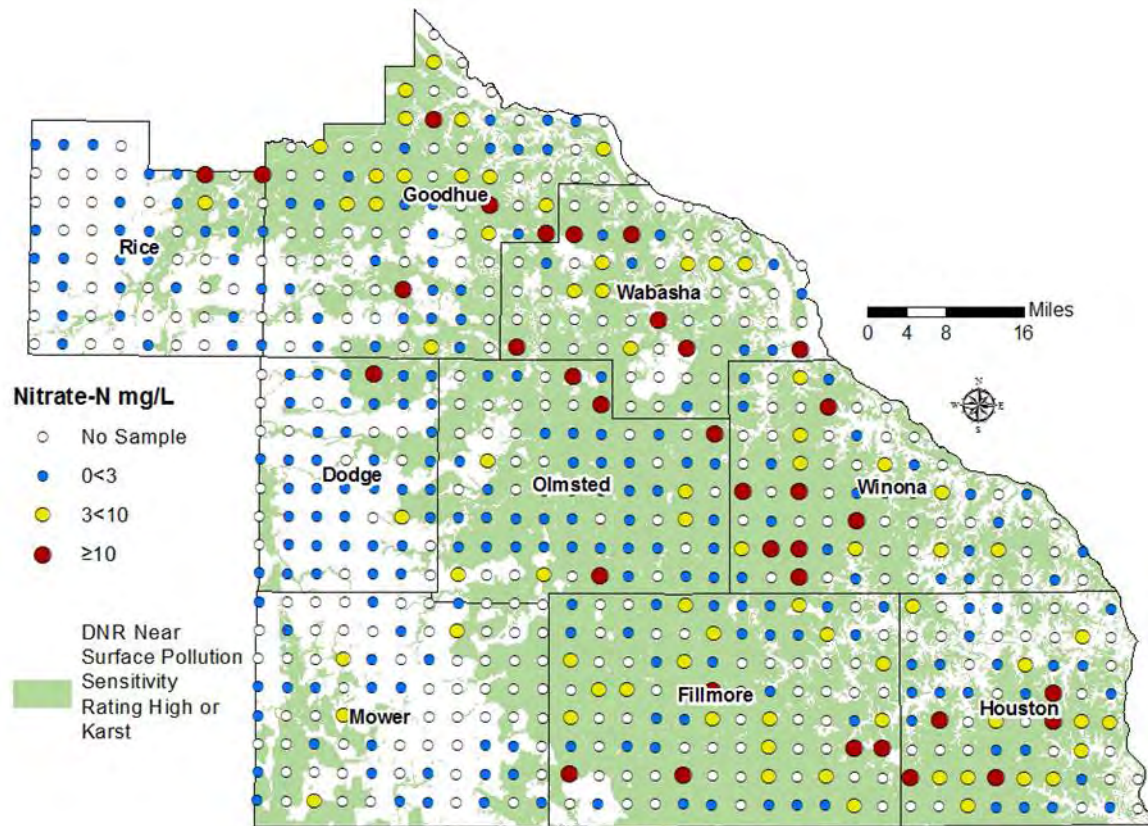 Goodhue
Rice
Wabasha
Miles
0 4 8 16
N
W E
S
Nitrate-N mg/L
No Sample
0<3
3<10
≥10
Dodge
Olmsted
Winona
DNR Near
Surface Pollution
Sensitivity
Rating High or
Karst
Mower
Fillmore
Houston